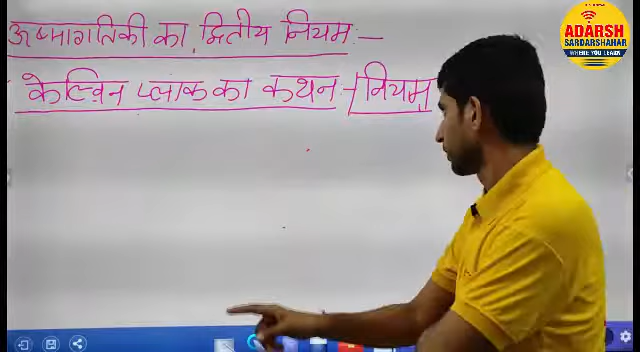 ऊष्मागतिकी का द्वितीय नियम :-
केल्विन प्लांक का कथन :-/नियम
ADARSH
SARDARSHAHAR
WHERE YOU LEARN